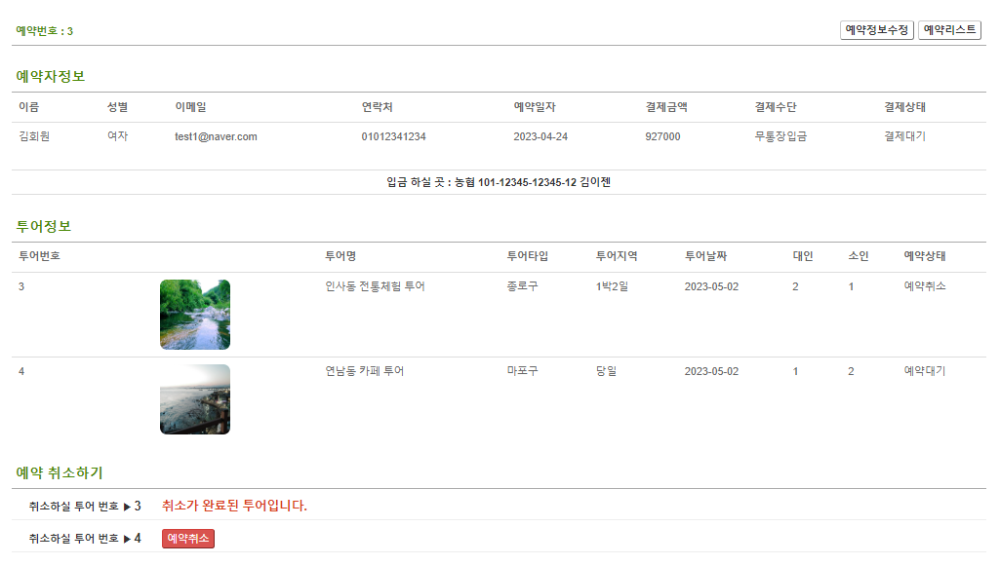 예약번호 : 3 예약정보수정 예약리스트
예약자정보
이름 성별 이메일 연락처 예약일자 결제금액 결제수단 결제상태
김회원 여자 test1@naver.com 01012341234 2023-04-24 927000 무통장입금 결제대기
입금 하실 곳 : 농협 101-12345-12345-12 김이젠
투어정보
투어번호 투어명 투어타입 투어지역 투어날짜 대인 소인 예약상태
3 인사동 전통체험 투어 종로구 1박2일 2023-05-02 2 1 예약취소
4 연남동 카페 투어 마포구 당일 2023-05-02 1 2 예약대기
예약 취소하기
취소하실 투어 번호 ▶ 3 취소가 완료된 투어입니다.
취소하실 투어 번호 ▶ 4 예약취소